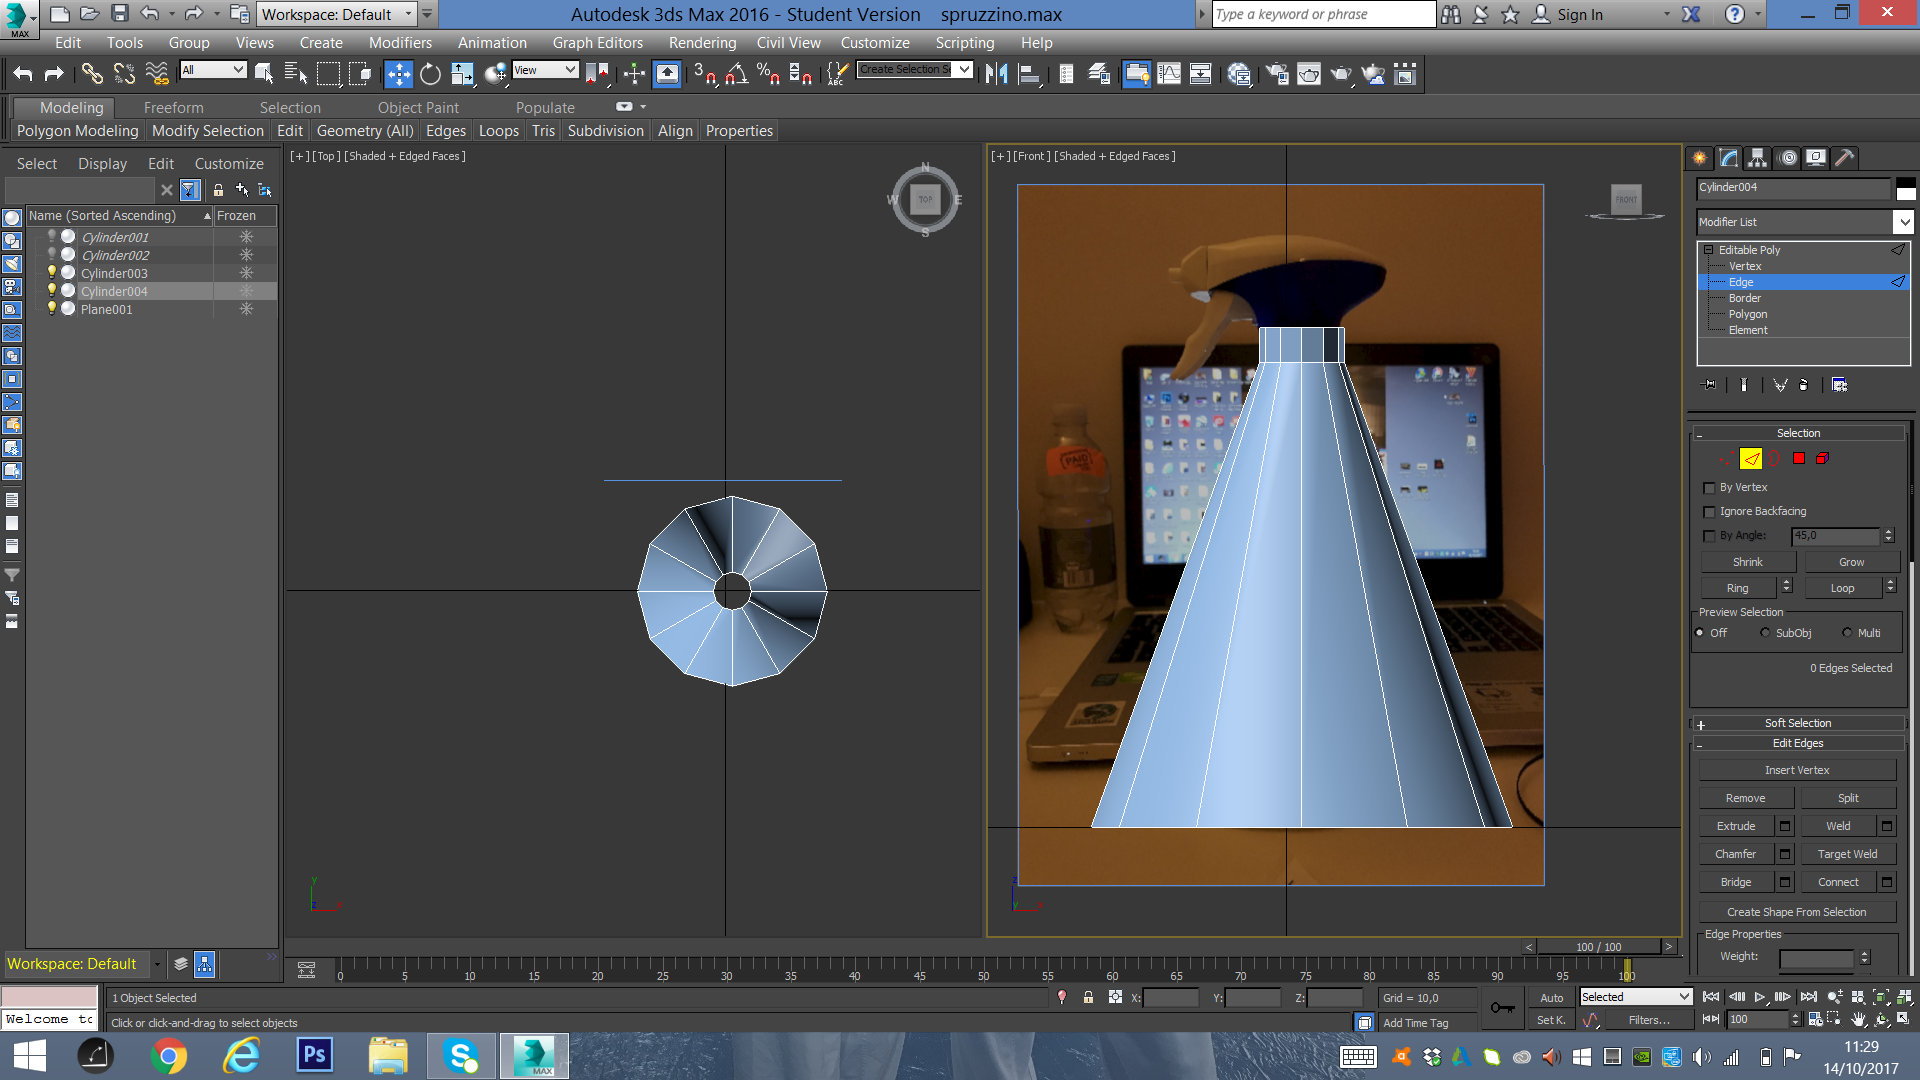 Workspace: Default
Autodesk 3ds Max 2016 - Student Version    spruzzino.max
Type a keyword or phrase
Sign In
MAX
Edit Tools Group Views Create Modifiers Animation Graph Editors Rendering Civil View Customize Scripting Help
All
View
3
ABC
Create Selection Se
Modeling Freeform Selection Object Paint Populate
Polygon Modeling Modify Selection Edit Geometry (All) Edges Loops Tris Subdivision Align Properties
Select Display Edit Customize
Name (Sorted Ascending) Frozen
Cylinder001
Cylinder002
Cylinder003
Cylinder004
Plane001
[+] [Top] [Shaded + Edged Faces]
N
W TOP E
S
[+] [Front] [Shaded + Edged Faces]
FRONT
PAID
Cylinder004
Modifier List
Editable Poly
Vertex
Edge
Border
Polygon
Element
Selection
By Vertex
Ignore Backfacing
By Angle: 45,0
Shrink Grow
Ring Loop
Preview Selection
Off SubObj Multi
0 Edges Selected
Soft Selection
Edit Edges
Insert Vertex
Remove Split
Extrude Weld
Chamfer Target Weld
Bridge Connect
Create Shape From Selection
Edge Properties
Weight:
y
z x
z
y x
< 100 / 100 >
Workspace: Default
0 5 10 15 20 25 30 35 40 45 50 55 60 65 70 75 80 85 90 95 100
1 Object Selected
X: Y: Z: Grid = 10,0
Auto Selected
Welcome to
Click or click-and-drag to select objects
Add Time Tag
Set K. Filters...
100
Ps
MAX
11:29
14/10/2017